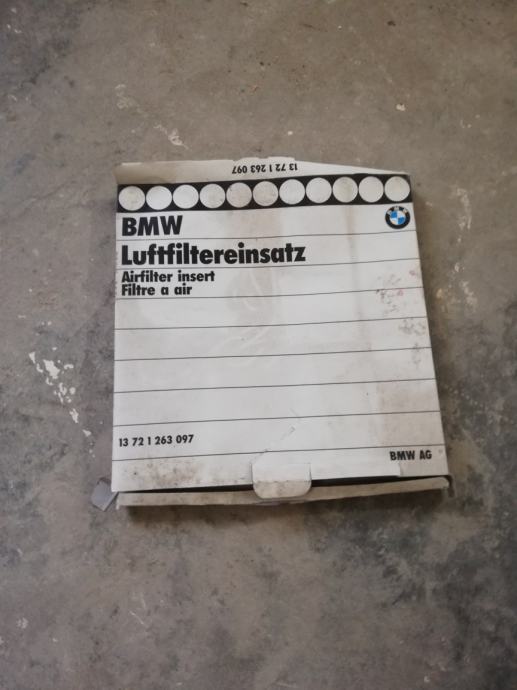 13 72 1 263 097
BMW
Luftfiltereinsatz
Airfilter insert
Filtre a air
13 72 1 263 097
BMW AG